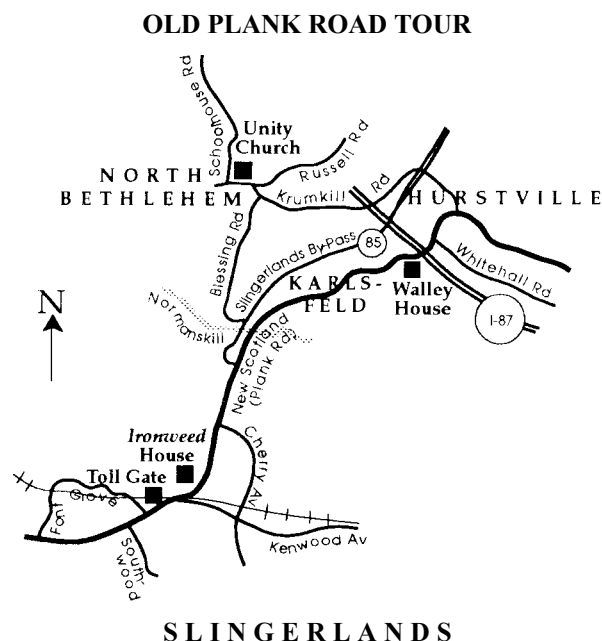 OLD PLANK ROAD TOUR
Schoolhouse Rd
Unity
Church
Russell Rd
NORTH
BETHLEHEM
Krumkill Rd
HURSTVILLE
Blessing Rd
Slingerlands By-Pass
85
KARLS-
FELD
Walley
House
Whitehall Rd
I-87
N
Normanskill
New Scotland
(Plank Rd)
Ironweed
House
Toll Gate
Cherry Av
Font Grove
South-
wood
Kenwood Av
SLINGERLANDS